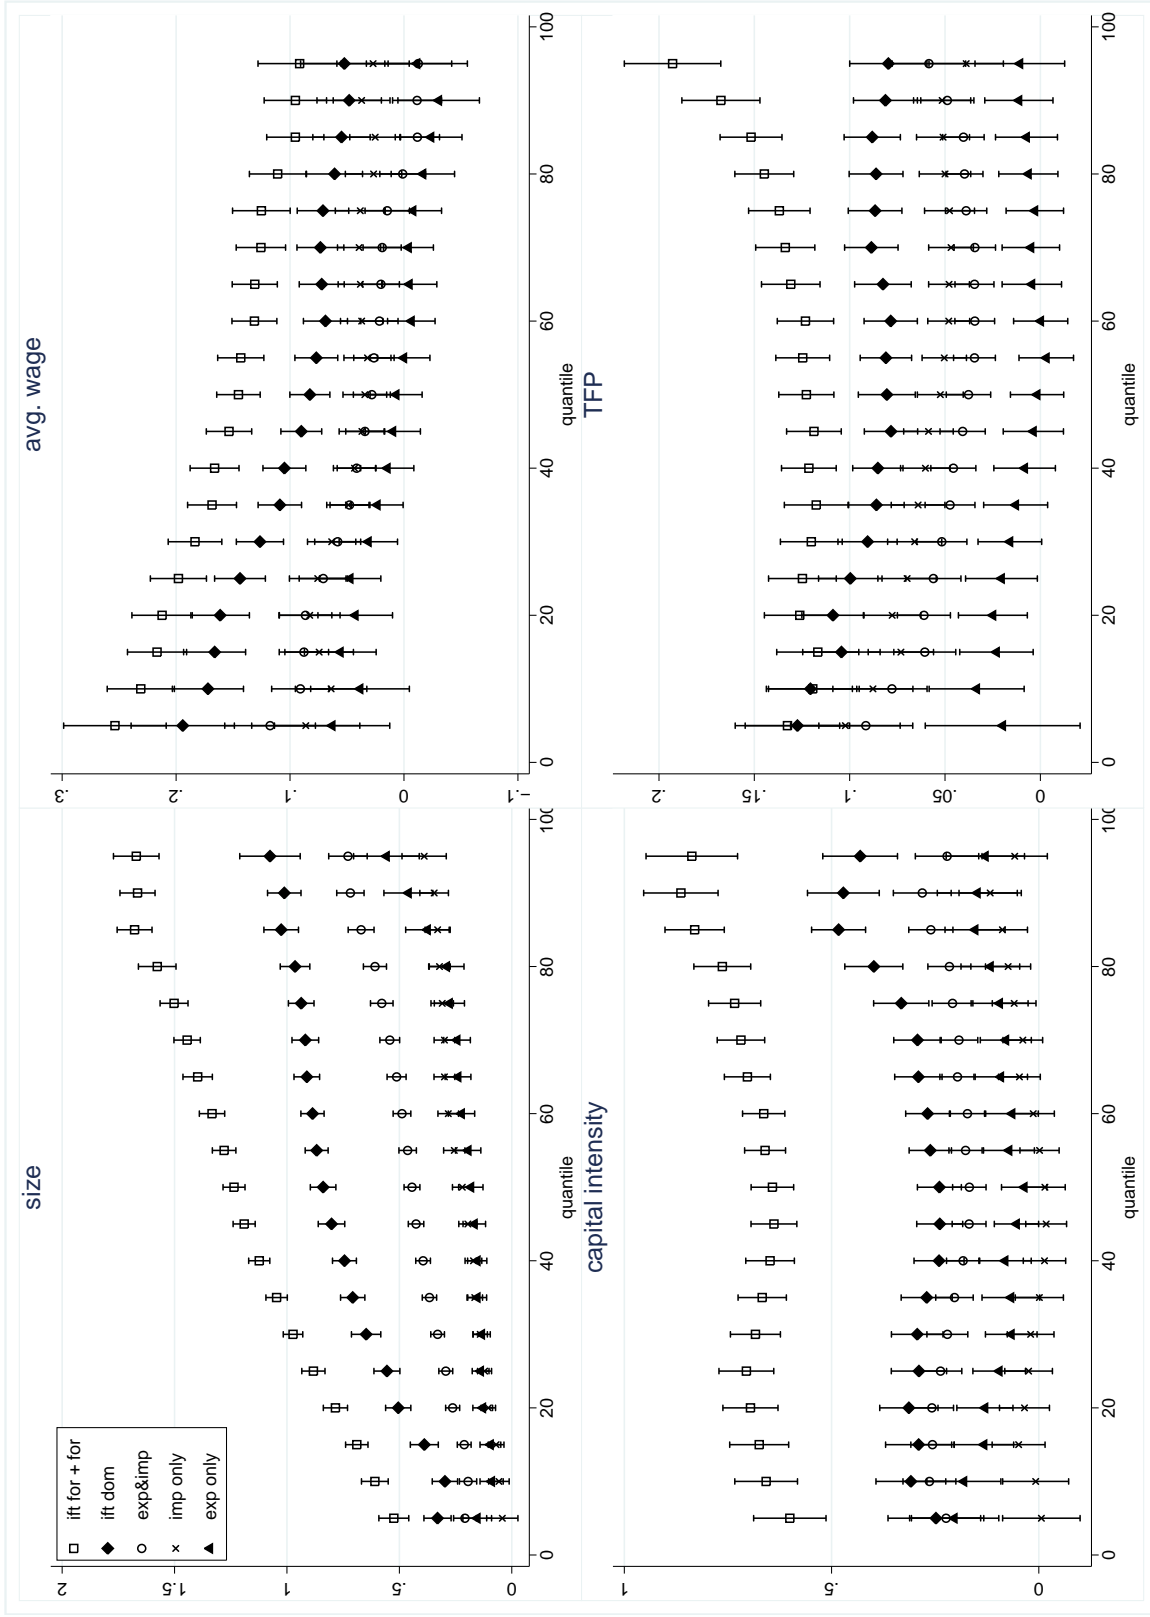 size
2
1.5
1
.5
0
ift for + for
ift dom
exp&imp
imp only
exp only
0 20 40 60 80 100
quantile
avg. wage
.3
.2
.1
0
-.1
0 20 40 60 80 100
quantile
capital intensity
1
.5
0
0 20 40 60 80 100
quantile
TFP
.2
.15
.1
.05
0
0 20 40 60 80 100
quantile